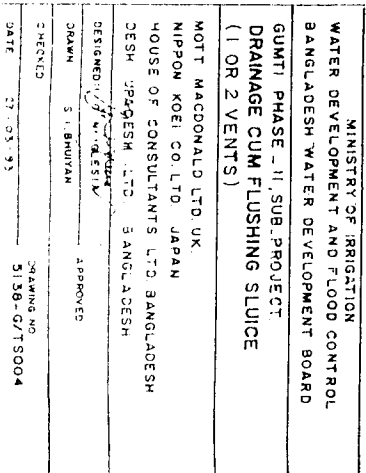 MINISTRY OF IRRIGATION
WATER DEVELOPMENT AND FLOOD CONTROL
BANGLADESH WATER DEVELOPMENT BOARD
GUMTI PHASE _ II, SUB_PROJECT
DRAINAGE CUM FLUSHING SLUICE
(1 OR 2 VENTS)
MOTT MACDONALD LTD, UK.
NIPPON KOEI CO. LTD. JAPAN
HOUSE OF CONSULTANTS LTD. BANGLADESH
DESH UPADESH LTD. BANGLADESH
DESIGNED
DRAWN S. I. BHUIYAN
APPROVED
CHECKED
DATE 27-03-93
DRAWING NO
5138-G/TS004